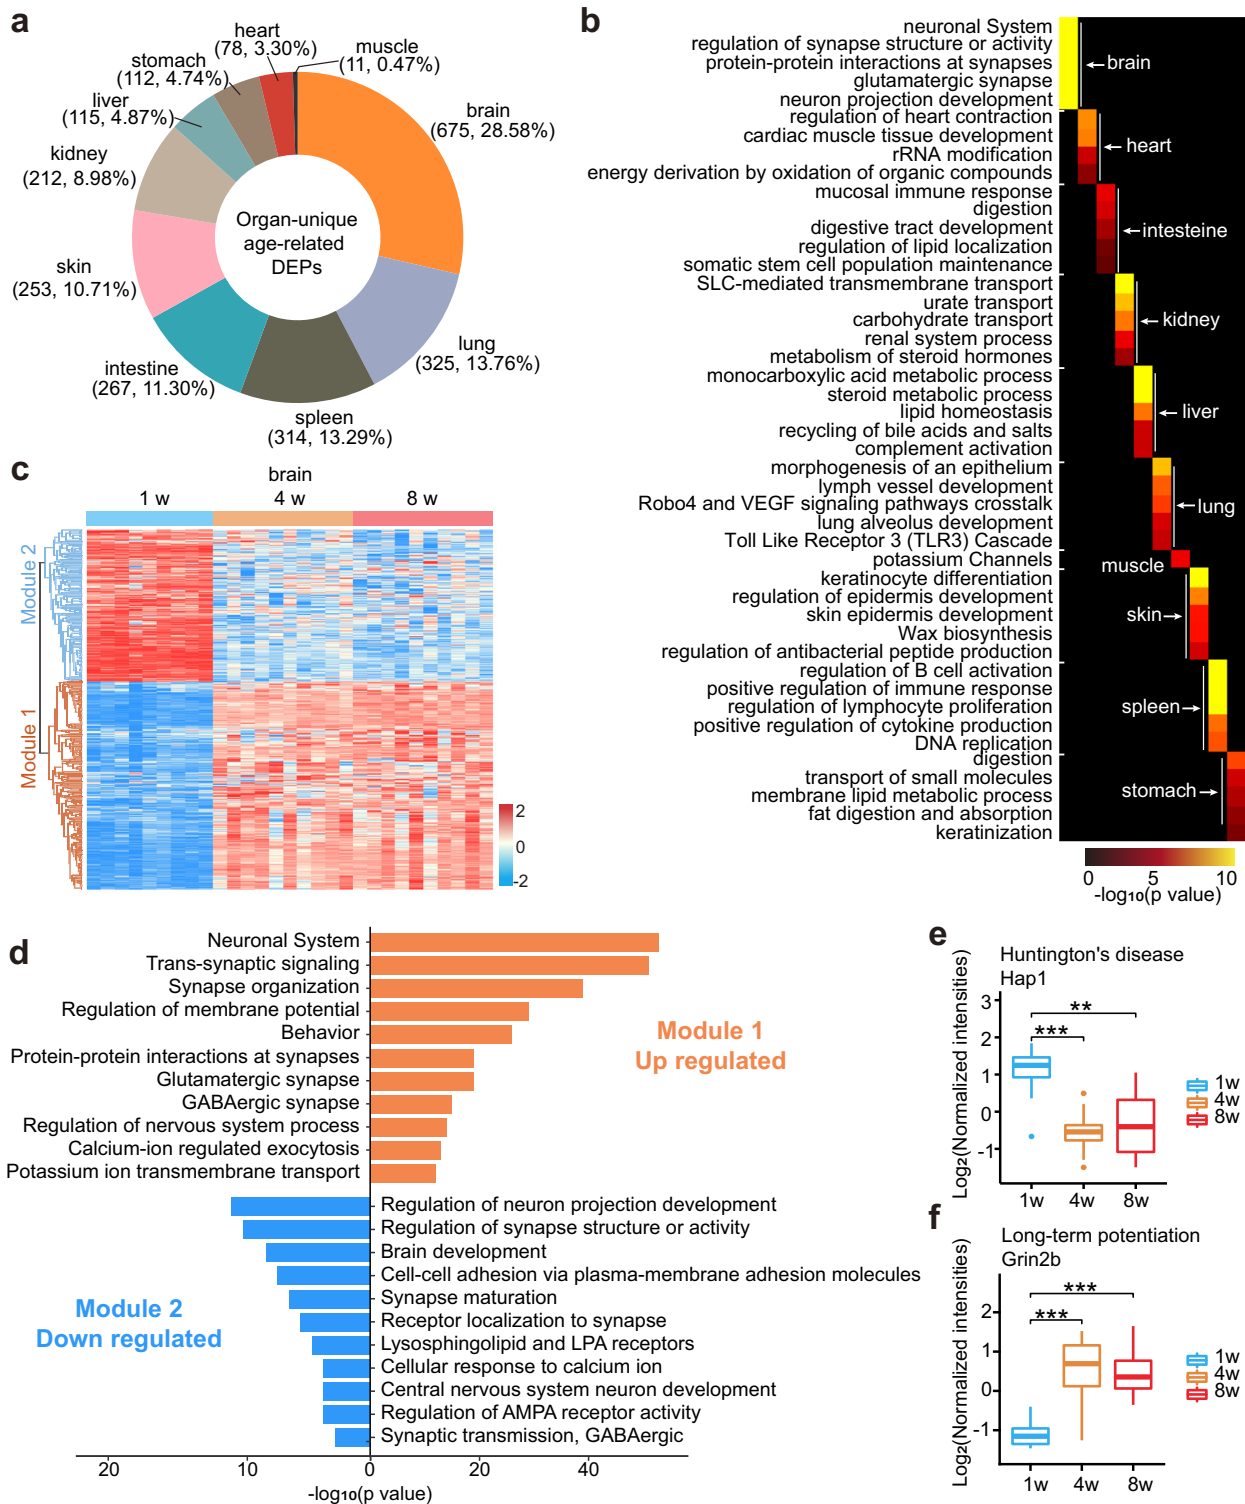 a
heart
(78, 3.30%)
muscle
(11, 0.47%)
stomach
(112, 4.74%)
liver
(115, 4.87%)
brain
(675, 28.58%)
kidney
(212, 8.98%)
Organ-unique
age-related
DEPs
skin
(253, 10.71%)
lung
(325, 13.76%)
intestine
(267, 11.30%)
spleen
(314, 13.29%)
b
neuronal System
regulation of synapse structure or activity
protein-protein interactions at synapses
glutamatergic synapse
neuron projection development
regulation of heart contraction
cardiac muscle tissue development
rRNA modification
energy derivation by oxidation of organic compounds
mucosal immune response
digestion
digestive tract development
regulation of lipid localization
somatic stem cell population maintenance
SLC-mediated transmembrane transport
urate transport
carbohydrate transport
renal system process
metabolism of steroid hormones
monocarboxylic acid metabolic process
steroid metabolic process
lipid homeostasis
recycling of bile acids and salts
complement activation
morphogenesis of an epithelium
lymph vessel development
Robo4 and VEGF signaling pathways crosstalk
lung alveolus development
Toll Like Receptor 3 (TLR3) Cascade
potassium Channels
keratinocyte differentiation
regulation of epidermis development
skin epidermis development
Wax biosynthesis
regulation of antibacterial peptide production
regulation of B cell activation
positive regulation of immune response
regulation of lymphocyte proliferation
positive regulation of cytokine production
DNA replication
digestion
transport of small molecules
membrane lipid metabolic process
fat digestion and absorption
keratinization
brain
heart
intesteine
kidney
liver
lung
muscle
skin
spleen
stomach
0 5 10
-log₁₀(p value)
c
brain
1 w 4 w 8 w
Module 2
Module 1
2
0
-2
d
Neuronal System
Trans-synaptic signaling
Synapse organization
Regulation of membrane potential
Behavior
Protein-protein interactions at synapses
Glutamatergic synapse
GABAergic synapse
Regulation of nervous system process
Calcium-ion regulated exocytosis
Potassium ion transmembrane transport
Module 1
Up regulated
Regulation of neuron projection development
Regulation of synapse structure or activity
Brain development
Cell-cell adhesion via plasma-membrane adhesion molecules
Synapse maturation
Receptor localization to synapse
Lysosphingolipid and LPA receptors
Cellular response to calcium ion
Central nervous system neuron development
Regulation of AMPA receptor activity
Synaptic transmission, GABAergic
Module 2
Down regulated
20 10 0 20 40
-log₁₀(p value)
e
Huntington's disease
Hap1
Log₂(Normalized intensities)
3
2
1
0
-1
**
***
1w 4w 8w
1w
4w
8w
f
Long-term potentiation
Grin2b
Log₂(Normalized intensities)
2
1
0
-1
***
***
1w 4w 8w
1w
4w
8w